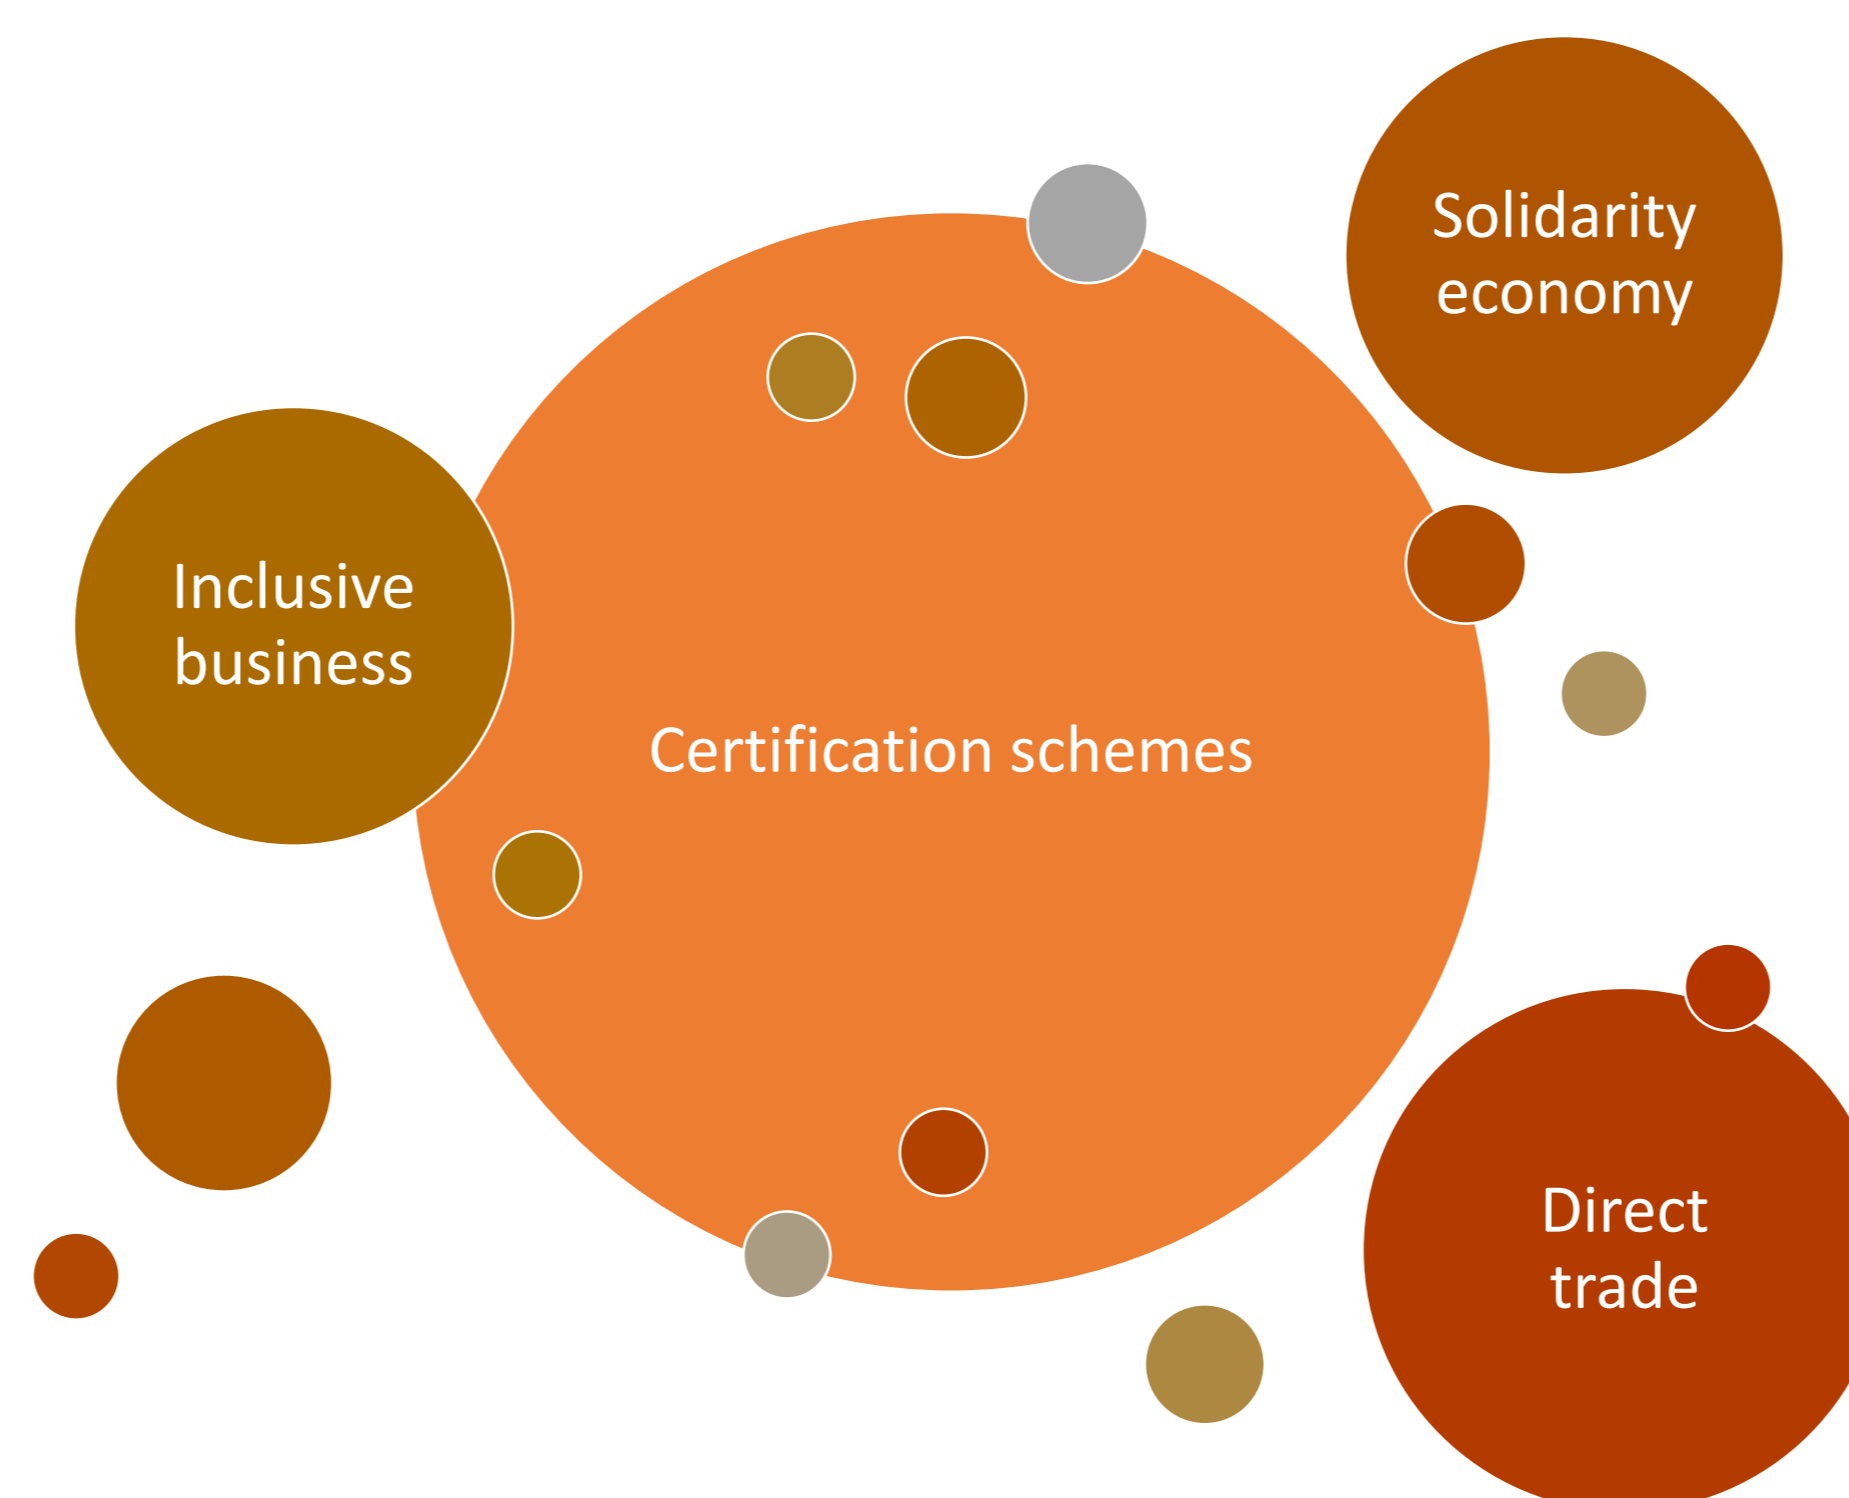 Solidarity
economy
Inclusive
business
Certification schemes
Direct
trade